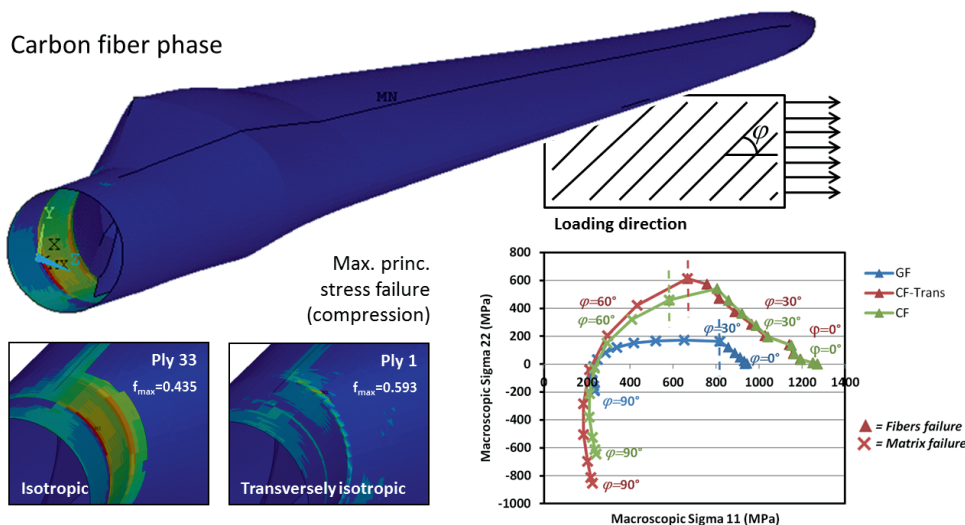 Carbon fiber phase
MN
φ
Loading direction
Y
X
Z
Max. princ.
stress failure
(compression)
Ply 33
f_max=0.435
Isotropic
Ply 1
f_max=0.593
Transversely isotropic
Macroscopic Sigma 22 (MPa)
800
600
400
200
0
-200
-400
-600
-800
-1000
0 200 400 600 800 1000 1200 1400
Macroscopic Sigma 11 (MPa)
φ=60°
φ=60°
φ=30°
φ=30°
φ=30°
φ=0°
φ=0°
φ=0°
φ=90°
φ=90°
φ=90°
GF
CF-Trans
CF
= Fibers failure
= Matrix failure